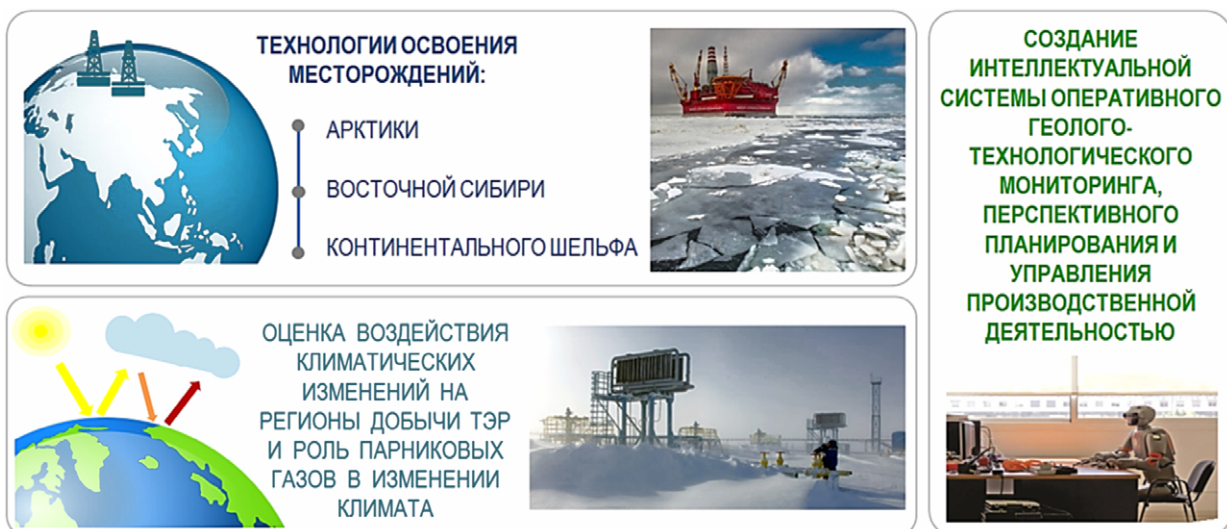 ТЕХНОЛОГИИ ОСВОЕНИЯ
МЕСТОРОЖДЕНИЙ:
АРКТИКИ
ВОСТОЧНОЙ СИБИРИ
КОНТИНЕНТАЛЬНОГО ШЕЛЬФА
ОЦЕНКА ВОЗДЕЙСТВИЯ
КЛИМАТИЧЕСКИХ
ИЗМЕНЕНИЙ НА
РЕГИОНЫ ДОБЫЧИ ТЭР
И РОЛЬ ПАРНИКОВЫХ
ГАЗОВ В ИЗМЕНЕНИИ
КЛИМАТА
СОЗДАНИЕ
ИНТЕЛЛЕКТУАЛЬНОЙ
СИСТЕМЫ ОПЕРАТИВНОГО
ГЕОЛОГО-
ТЕХНОЛОГИЧЕСКОГО
МОНИТОРИНГА,
ПЕРСПЕКТИВНОГО
ПЛАНИРОВАНИЯ И
УПРАВЛЕНИЯ
ПРОИЗВОДСТВЕННОЙ
ДЕЯТЕЛЬНОСТЬЮ